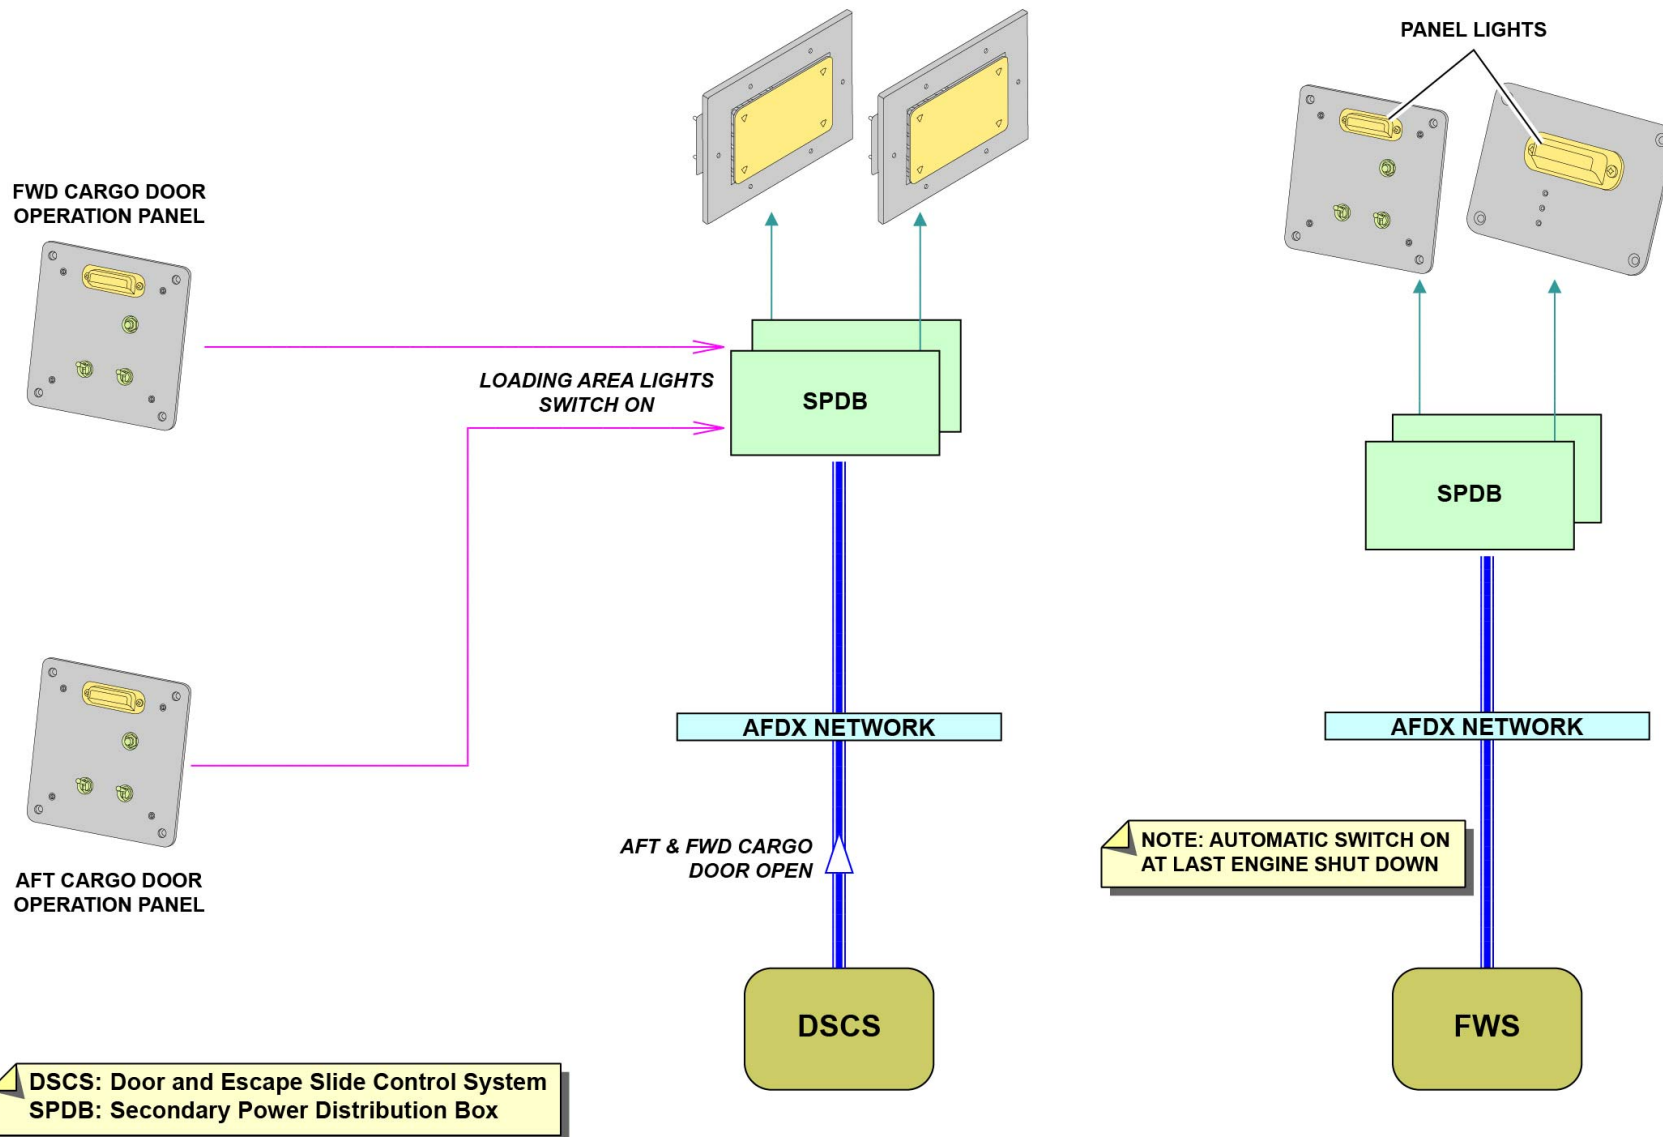 PANEL LIGHTS
FWD CARGO DOOR
OPERATION PANEL
LOADING AREA LIGHTS
SWITCH ON
SPDB
SPDB
AFDX NETWORK
AFDX NETWORK
AFT & FWD CARGO
DOOR OPEN
NOTE: AUTOMATIC SWITCH ON
AT LAST ENGINE SHUT DOWN
AFT CARGO DOOR
OPERATION PANEL
DSCS
FWS
DSCS: Door and Escape Slide Control System
SPDB: Secondary Power Distribution Box